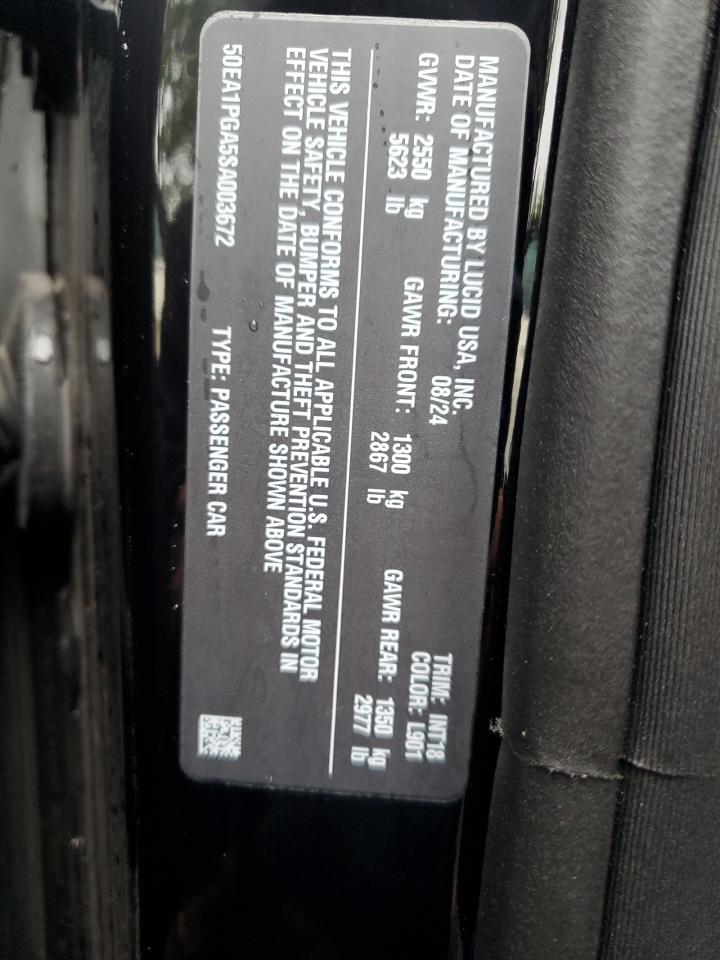 MANUFACTURED BY LUCID USA, INC.
DATE OF MANUFACTURING: 08/24
TRIM: INT18
COLOR: L901
GVWR: 2550 kg GAWR FRONT: 1300 kg GAWR REAR: 1350 kg
5623 lb 2867 lb 2977 lb
THIS VEHICLE CONFORMS TO ALL APPLICABLE U.S. FEDERAL MOTOR
VEHICLE SAFETY, BUMPER AND THEFT PREVENTION STANDARDS IN
EFFECT ON THE DATE OF MANUFACTURE SHOWN ABOVE
50EA1PGA5SA003672 TYPE: PASSENGER CAR